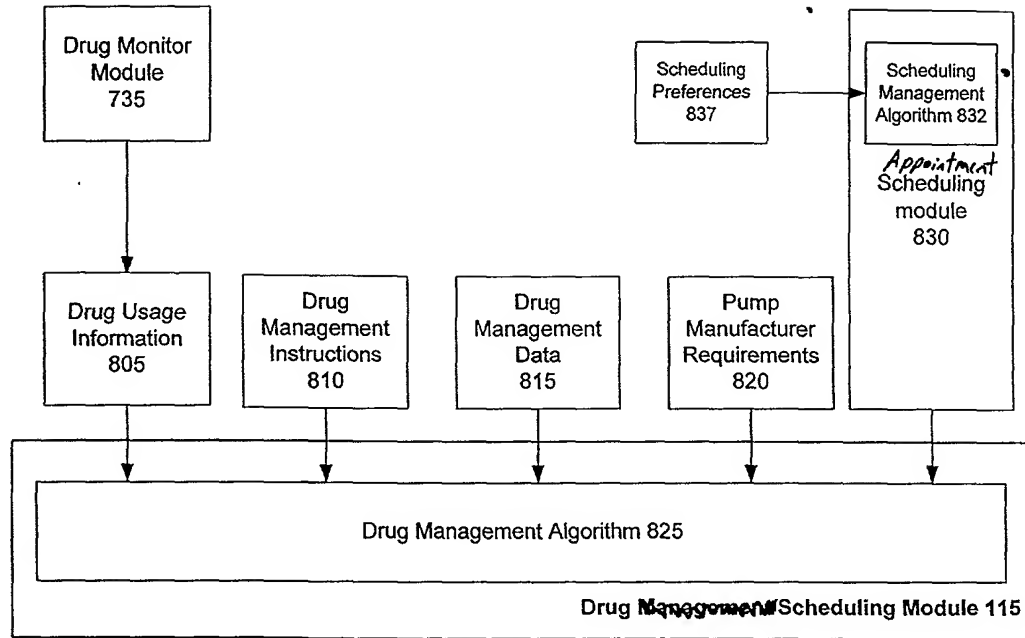 Drug Monitor
Module
735
Scheduling
Preferences
837
Scheduling
Management
Algorithm 832
Appointment
Scheduling
module
830
Drug Usage
Information
805
Drug
Management
Instructions
810
Drug
Management
Data
815
Pump
Manufacturer
Requirements
820
Drug Management Algorithm 825
Drug Management/Scheduling Module 115